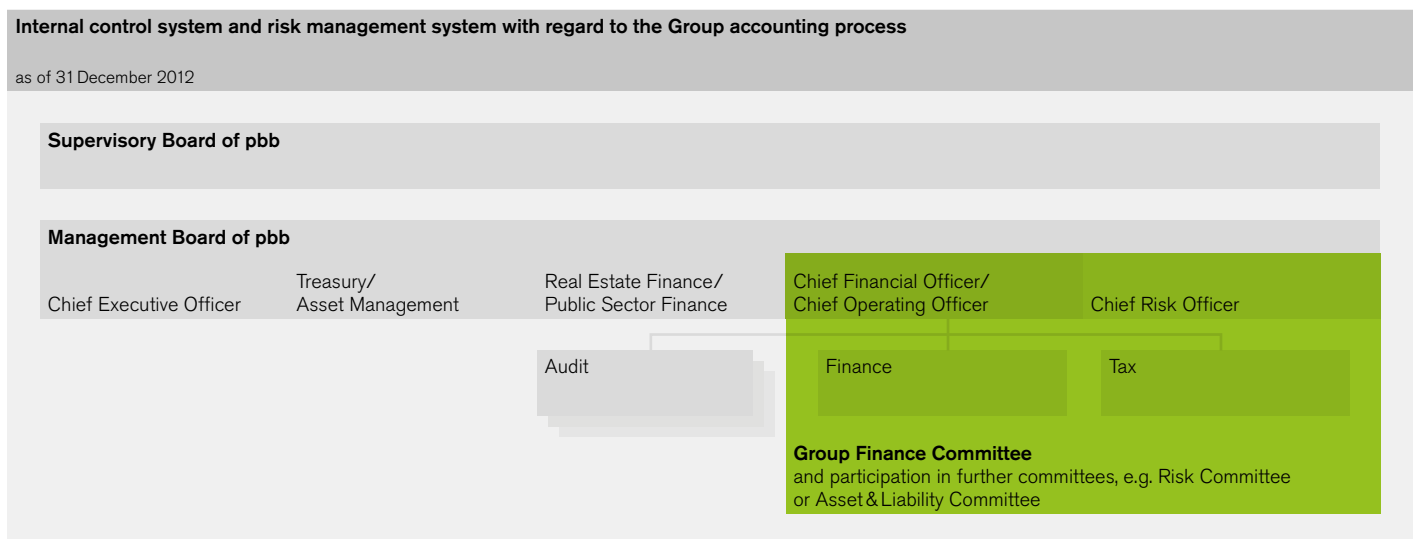 Internal control system and risk management system with regard to the Group accounting process
as of 31 December 2012
Supervisory Board of pbb
Management Board of pbb
Chief Executive Officer
Treasury/
Asset Management
Real Estate Finance/
Public Sector Finance
Chief Financial Officer/
Chief Operating Officer
Chief Risk Officer
Audit
Finance
Tax
Group Finance Committee
and participation in further committees, e.g. Risk Committee
or Asset & Liability Committee